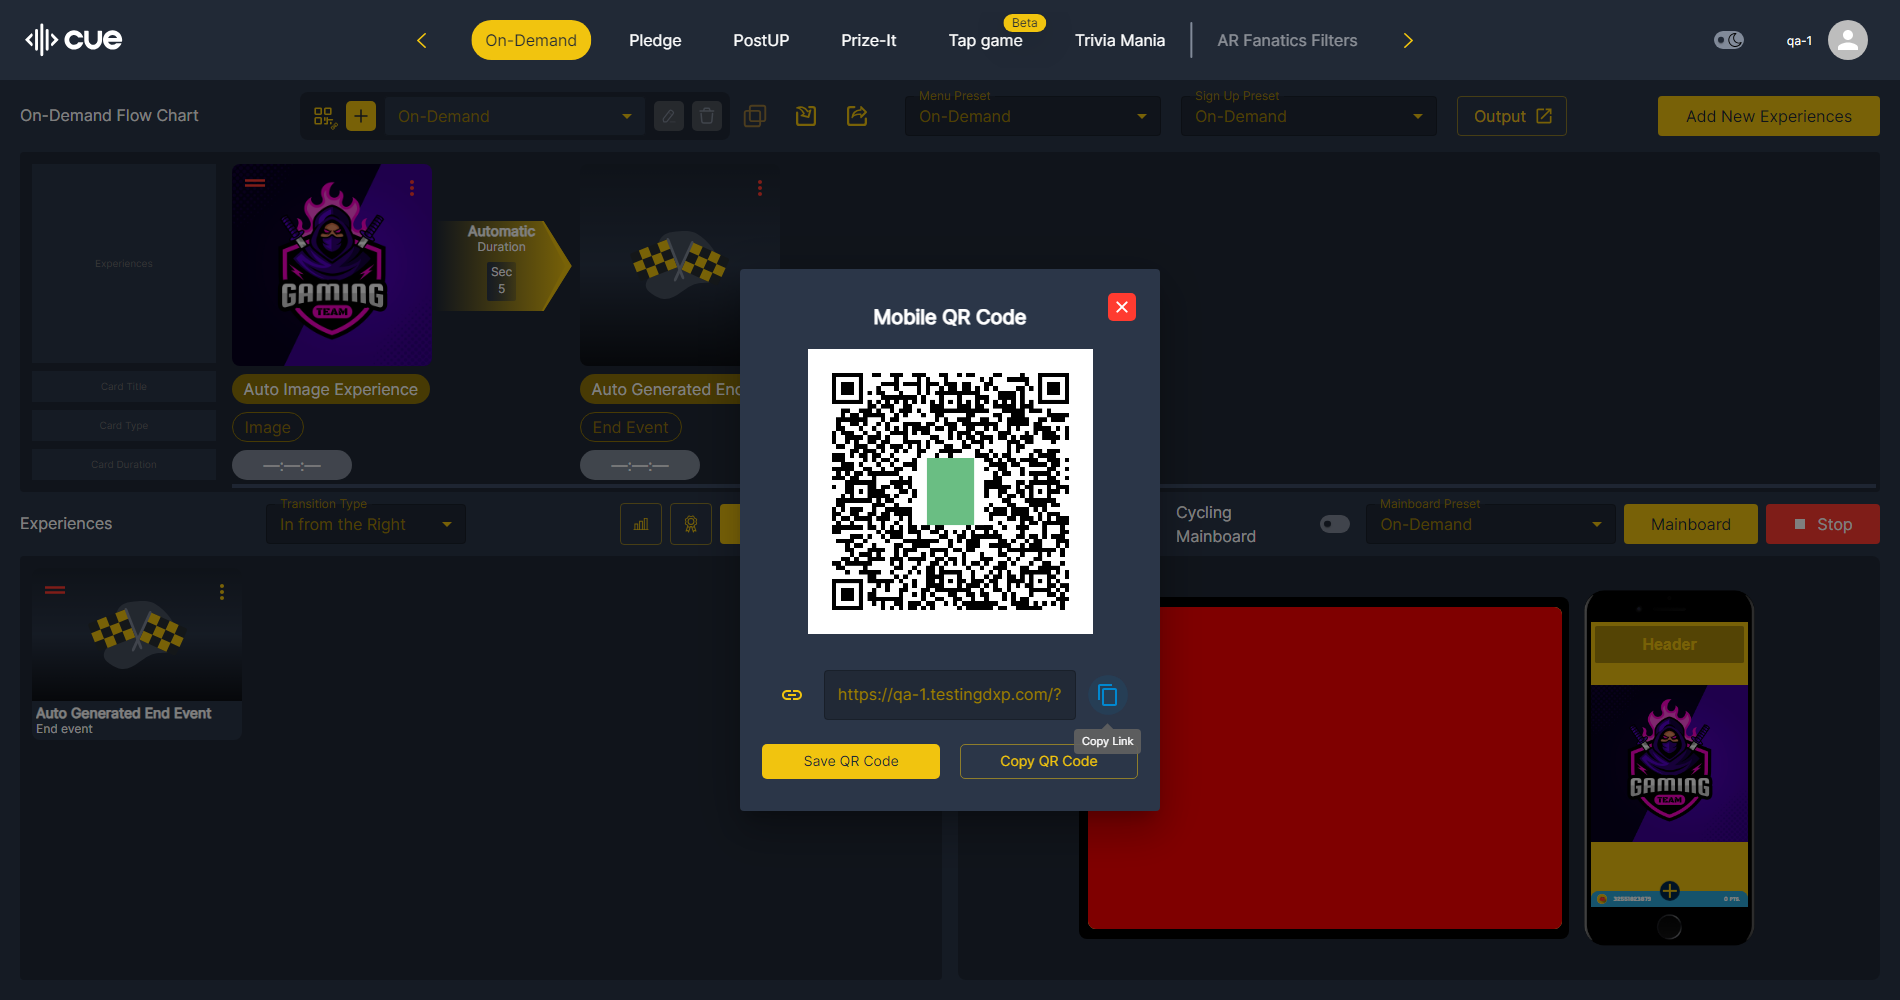 cue
On-Demand
Pledge
PostUP
Prize-It
Tap game
Beta
Trivia Mania
AR Fanatics Filters
qa-1
On-Demand Flow Chart
On-Demand
Menu Preset
On-Demand
Sign Up Preset
On-Demand
Output
Add New Experiences
Experiences
GAMING
TEAM
Automatic
Duration
Sec
5
Card Title
Auto Image Experience
Auto Generated End
Card Type
Image
End Event
Card Duration
—:—:—
—:—:—
Mobile QR Code
https://qa-1.testingdxp.com/?
Copy Link
Save QR Code
Copy QR Code
Experiences
Transition Type
In from the Right
Cycling
Mainboard
Mainboard Preset
On-Demand
Mainboard
Stop
Auto Generated End Event
End event
Header
GAMING
TEAM
0 PTS